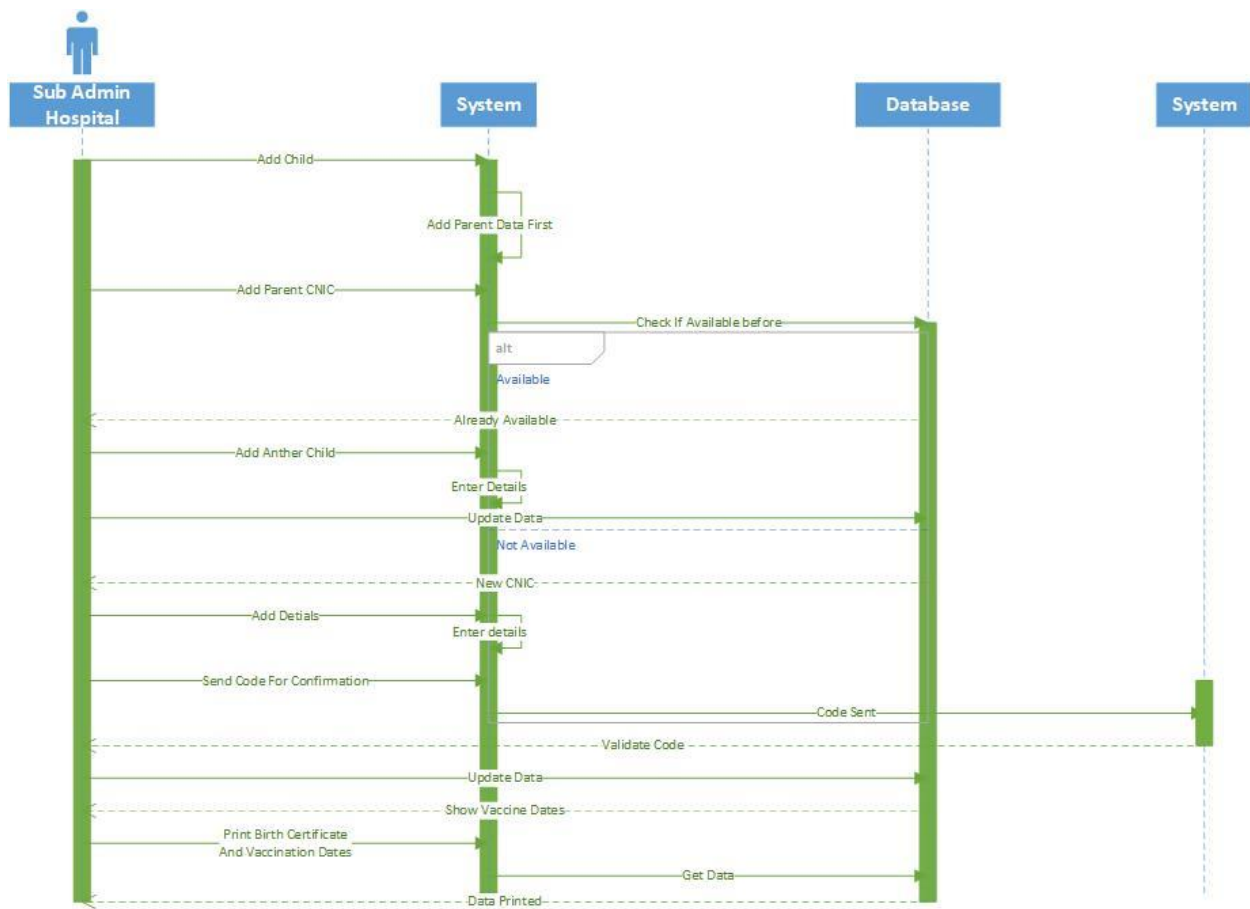 Sub Admin
Hospital
System
Database
System
Add Child
Add Parent Data First
Add Parent CNIC
Check If Available before
alt
Available
Already Available
Add Anther Child
Enter Details
Update Data
Not Available
New CNIC
Add Detials
Enter details
Send Code For Confirmation
Code Sent
Validate Code
Update Data
Show Vaccine Dates
Print Birth Certificate
And Vaccination Dates
Get Data
Data Printed